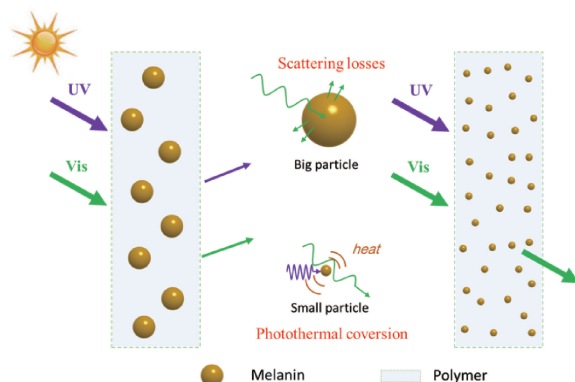 Scattering losses
UV
UV
Big particle
Vis
Vis
heat
Small particle
Photothermal coversion
Melanin
Polymer